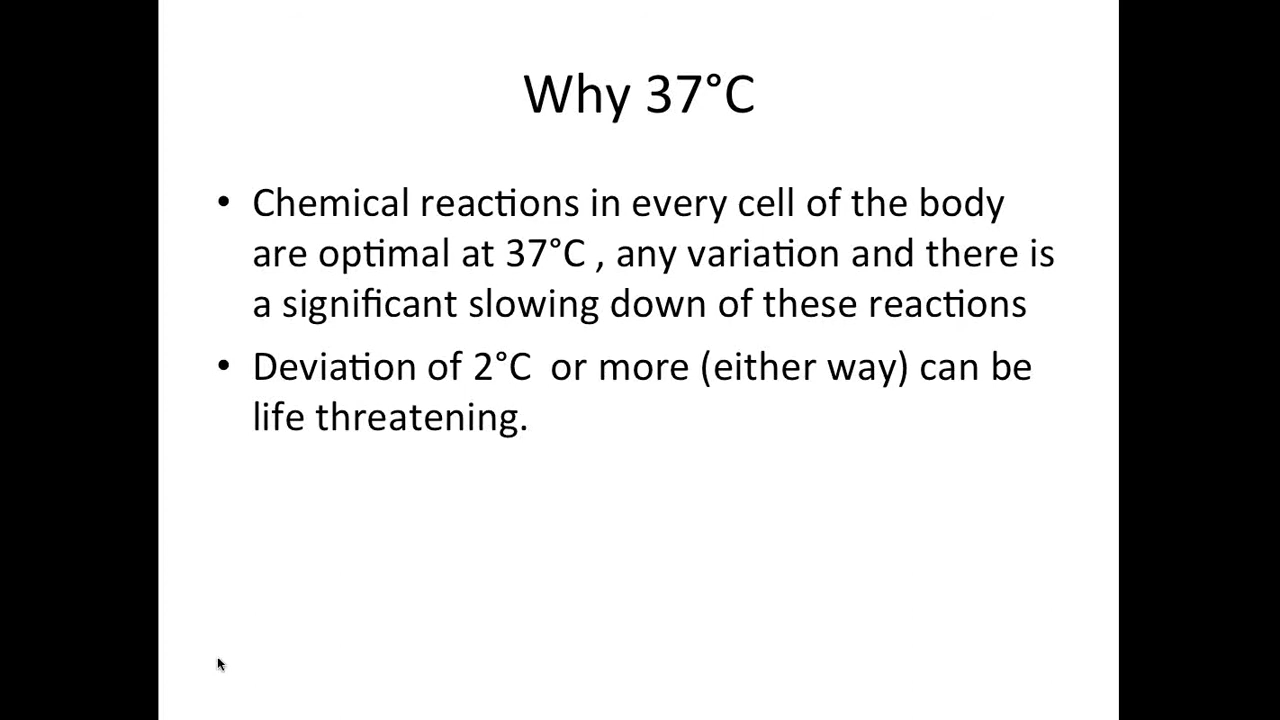 Why 37°C
• Chemical reactions in every cell of the body
are optimal at 37°C , any variation and there is
a significant slowing down of these reactions
• Deviation of 2°C  or more (either way) can be
life threatening.